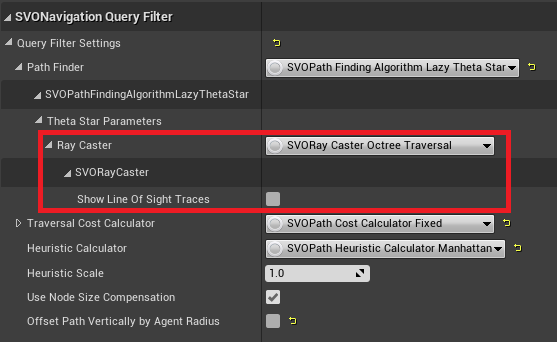 SVONavigation Query Filter
Query Filter Settings
Path Finder SVOPath Finding Algorithm Lazy Theta Star
SVOPathFindingAlgorithmLazyThetaStar
Theta Star Parameters
Ray Caster SVORay Caster Octree Traversal
SVORayCaster
Show Line Of Sight Traces
Traversal Cost Calculator SVOPath Cost Calculator Fixed
Heuristic Calculator SVOPath Heuristic Calculator Manhattan
Heuristic Scale 1.0
Use Node Size Compensation
Offset Path Vertically by Agent Radius